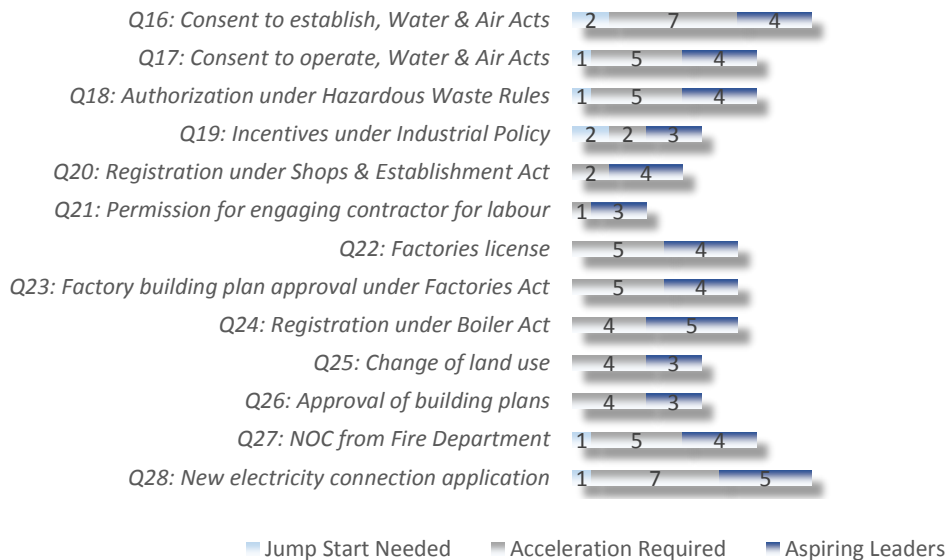 Q16: Consent to establish, Water & Air Acts 2 7 4
Q17: Consent to operate, Water & Air Acts 1 5 4
Q18: Authorization under Hazardous Waste Rules 1 5 4
Q19: Incentives under Industrial Policy 2 2 3
Q20: Registration under Shops & Establishment Act 2 4
Q21: Permission for engaging contractor for labour 1 3
Q22: Factories license 5 4
Q23: Factory building plan approval under Factories Act 5 4
Q24: Registration under Boiler Act 4 5
Q25: Change of land use 4 3
Q26: Approval of building plans 4 3
Q27: NOC from Fire Department 1 5 4
Q28: New electricity connection application 1 7 5
Jump Start Needed Acceleration Required Aspiring Leaders